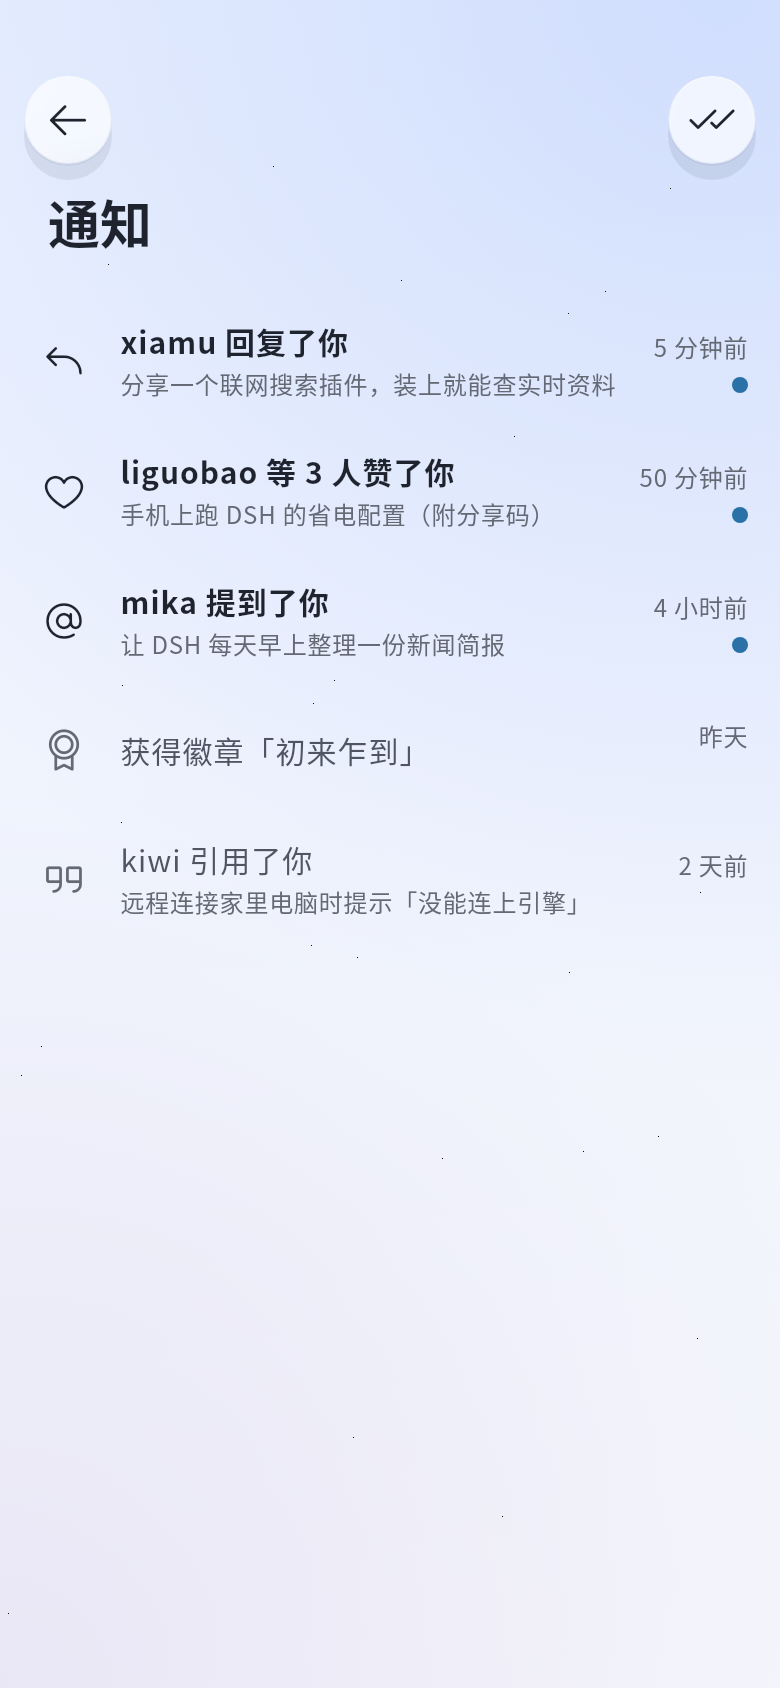 通知
xiamu 回复了你
5 分钟前
分享一个联网搜索插件，装上就能查实时资料
liguobao 等 3 人赞了你
50 分钟前
手机上跑 DSH 的省电配置（附分享码）
mika 提到了你
4 小时前
让 DSH 每天早上整理一份新闻简报
获得徽章「初来乍到」
昨天
kiwi 引用了你
2 天前
远程连接家里电脑时提示「没能连上引擎」